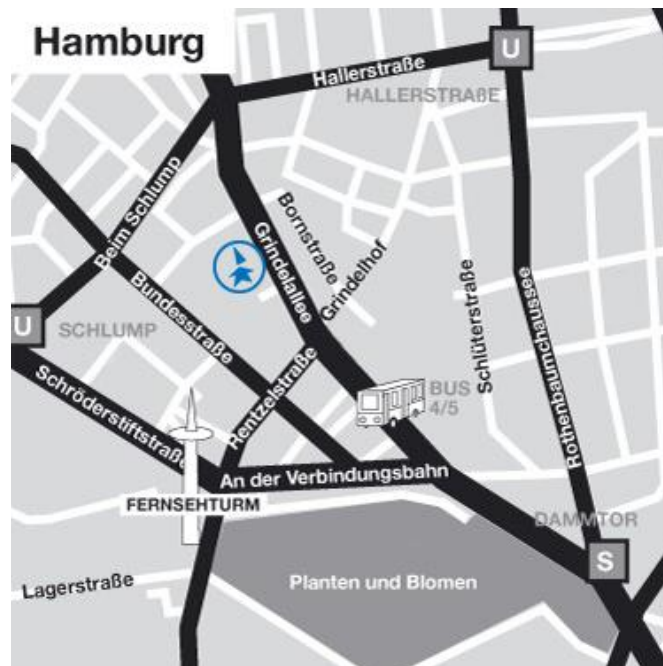 Hamburg
U
Hallerstraße
HALLERSTRAßE
Beim Schlump
Bornstraße
Grindelallee
Grindelhof
Bundesstraße
U
SCHLUMP
Schlüterstraße
Rothenbaumchaussee
Schröderstiftstraße
Rentzelstraße
BUS
4/5
An der Verbindungsbahn
FERNSEHTURM
DAMMTOR
S
Lagerstraße
Planten und Blomen